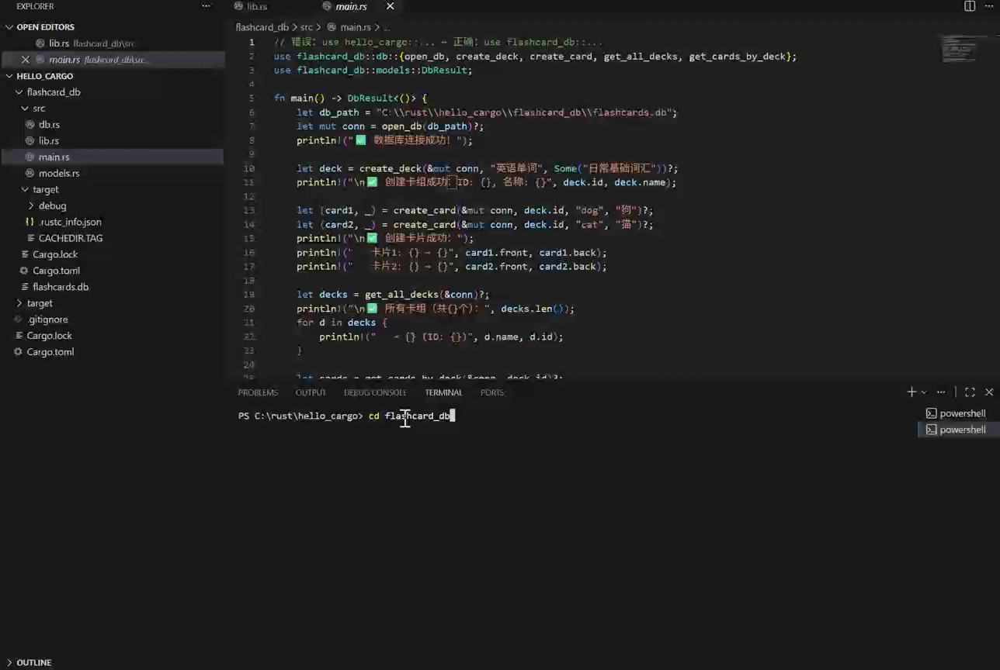 EXPLORER
OPEN EDITORS
lib.rs flashcard_db\src
main.rs flashcard_db\src
HELLO_CARGO
flashcard_db
src
db.rs
lib.rs
main.rs
models.rs
target
debug
.rustc_info.json
CACHEDIR.TAG
Cargo.lock
Cargo.toml
flashcards.db
target
.gitignore
Cargo.lock
Cargo.toml
OUTLINE
lib.rs
main.rs
flashcard_db > src > main.rs > ...
1 // 错误：use hello_cargo::... → 正确：use flashcard_db::...
2 use flashcard_db::db::{open_db, create_deck, create_card, get_all_decks, get_cards_by_deck};
3 use flashcard_db::models::DbResult;
4
5 fn main() -> DbResult<()> {
6 let db_path = "C:\\rust\\hello_cargo\\flashcard_db\\flashcards.db";
7 let mut conn = open_db(db_path)?;
8 println!("✅ 数据库连接成功！");
9
10 let deck = create_deck(&mut conn, "英语单词", Some("日常基础词汇"))?;
11 println!("\n✅ 创建卡组成功：ID: {}, 名称: {}", deck.id, deck.name);
12
13 let (card1, _) = create_card(&mut conn, deck.id, "dog", "狗")?;
14 let (card2, _) = create_card(&mut conn, deck.id, "cat", "猫")?;
15 println!("\n✅ 创建卡片成功：");
16 println!("   卡片1: {} → {}", card1.front, card1.back);
17 println!("   卡片2: {} → {}", card2.front, card2.back);
18
19 let decks = get_all_decks(&conn)?;
20 println!("\n✅ 所有卡组（共{}个）：", decks.len());
21 for d in decks {
22 println!("   - {} (ID: {})", d.name, d.id);
23 }
24
let cards = get_cards_by_deck(&conn, deck.id)?;
PROBLEMS OUTPUT DEBUG CONSOLE TERMINAL PORTS
PS C:\rust\hello_cargo> cd flashcard_db
powershell
powershell